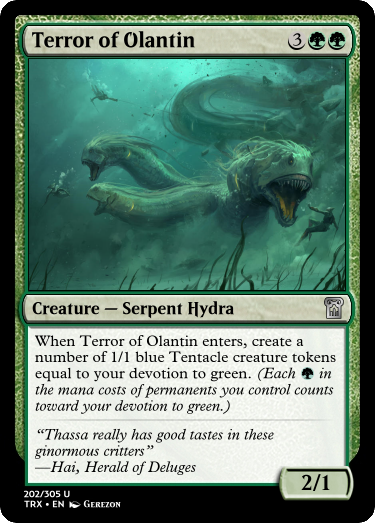 Terror of Olantin 3
Creature — Serpent Hydra
When Terror of Olantin enters, create a
number of 1/1 blue Tentacle creature tokens
equal to your devotion to green. (Each in
the mana costs of permanents you control counts
toward your devotion to green.)
“Thassa really has good tastes in these
ginormous critters”
—Hai, Herald of Deluges
2/1
202/305 U
TRX • EN Gerezon